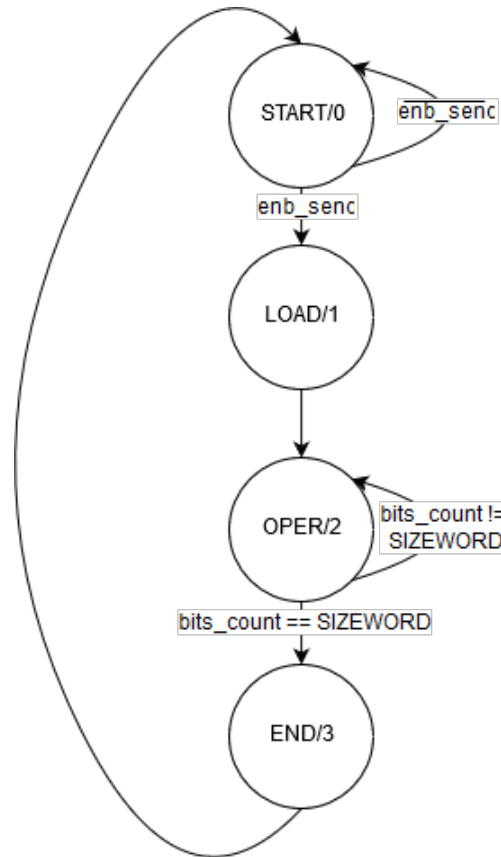 START/0
enb_senc
enb_senc
LOAD/1
OPER/2
bits_count !=
SIZEWORD
bits_count == SIZEWORD
END/3